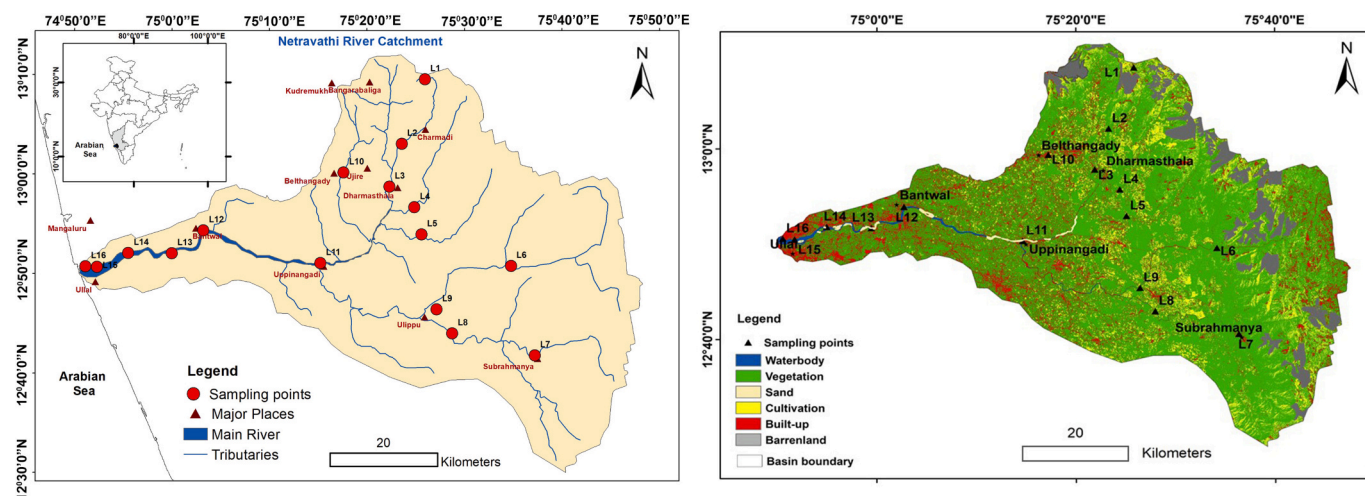 74°50'0"E
75°0'0"E
75°10'0"E
75°20'0"E
75°30'0"E
75°40'0"E
75°50'0"E
Netravathi River Catchment
80°0'0"E
100°0'0"E
30°0'0"N
10°0'0"N
Arabian
Sea
N
13°10'0"N
13°0'0"N
12°50'0"N
12°40'0"N
12°30'0"N
L1
Kudremukh
Bangarabaliga
L2
Charmadi
L10
Ujire
Belthangady
L3
Dharmasthala
L4
L5
Mangaluru
L12
Bantwal
L14
L13
L11
L16
L15
Uppinangadi
L6
Ullal
L9
Ulippu
L8
L7
Subrahmanya
Arabian
Sea
Legend
Sampling points
Major Places
Main River
Tributaries
20
Kilometers
75°0'0"E
75°20'0"E
75°40'0"E
N
13°0'0"N
12°40'0"N
L1
L2
Belthangady
L10
Dharmasthala
L3
L4
Bantwal
L5
L14
L13
L12
L16
L11
Ullal
L15
Uppinangadi
L6
L9
L8
Subrahmanya
L7
Legend
Sampling points
Waterbody
Vegetation
Sand
Cultivation
Built-up
Barrenland
Basin boundary
20
Kilometers